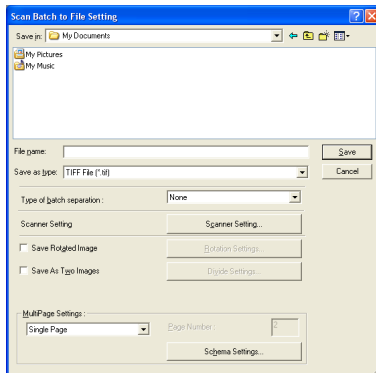 Scan Batch to File Setting
Save in: My Documents
My Pictures
My Music
File name: Save
Save as type: TIFF File (*.tif) Cancel
Type of batch separation : None
Scanner Setting Scanner Setting...
Save Rotated Image Rotation Settings...
Save As Two Images Divide Settings...
MultiPage Settings :
Single Page Page Number : 2
Schema Settings...